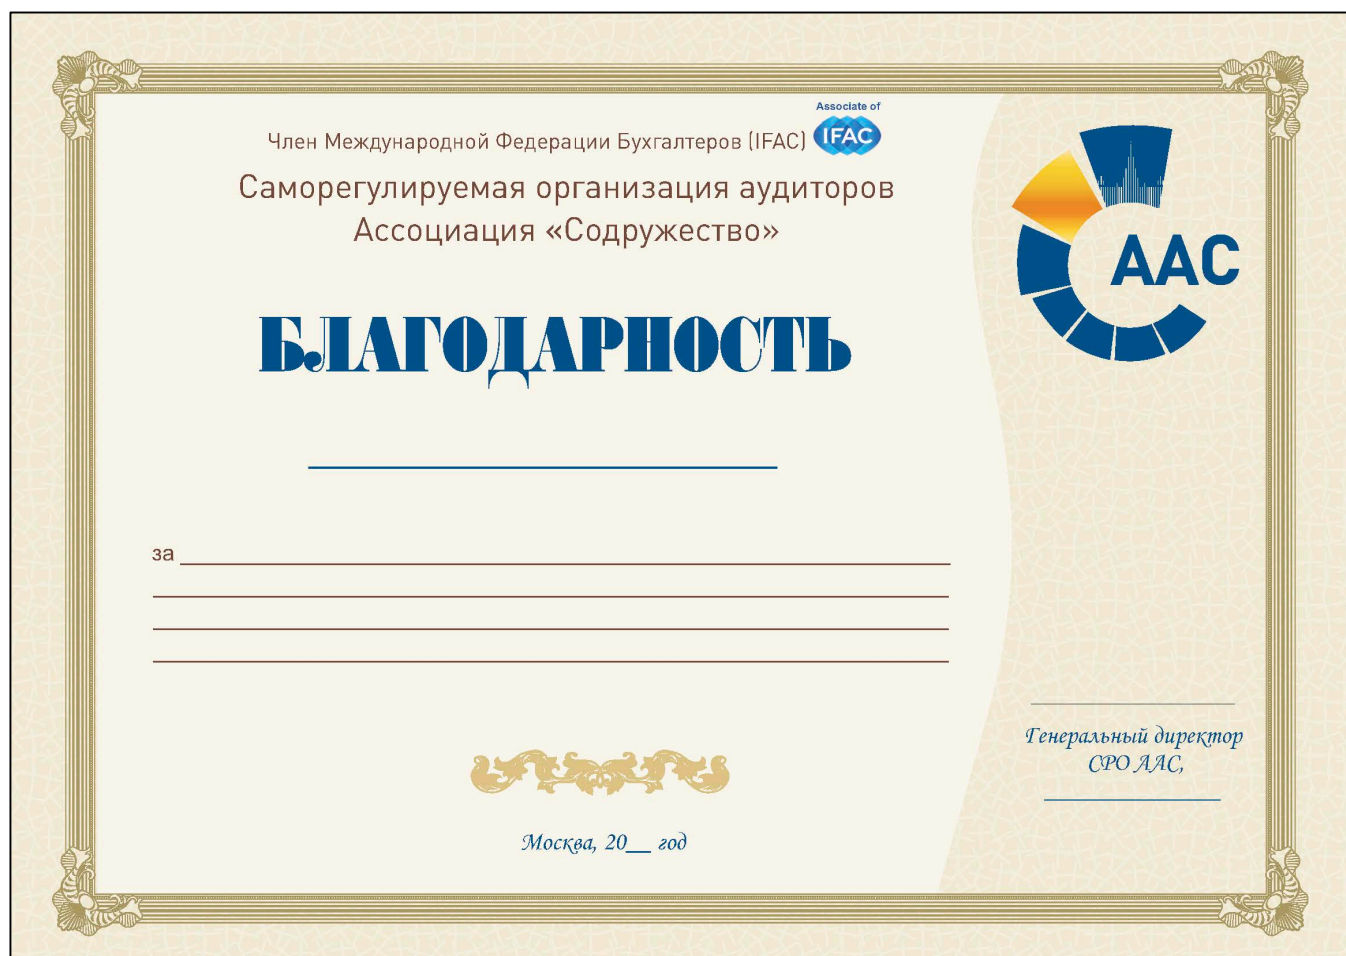 Associate of
Член Международной Федерации Бухгалтеров (IFAC) IFAC
Саморегулируемая организация аудиторов
Ассоциация «Содружество»
ААС
БЛАГОДАРНОСТЬ
за
Генеральный директор
СРО ААС,
Москва, 20__ год